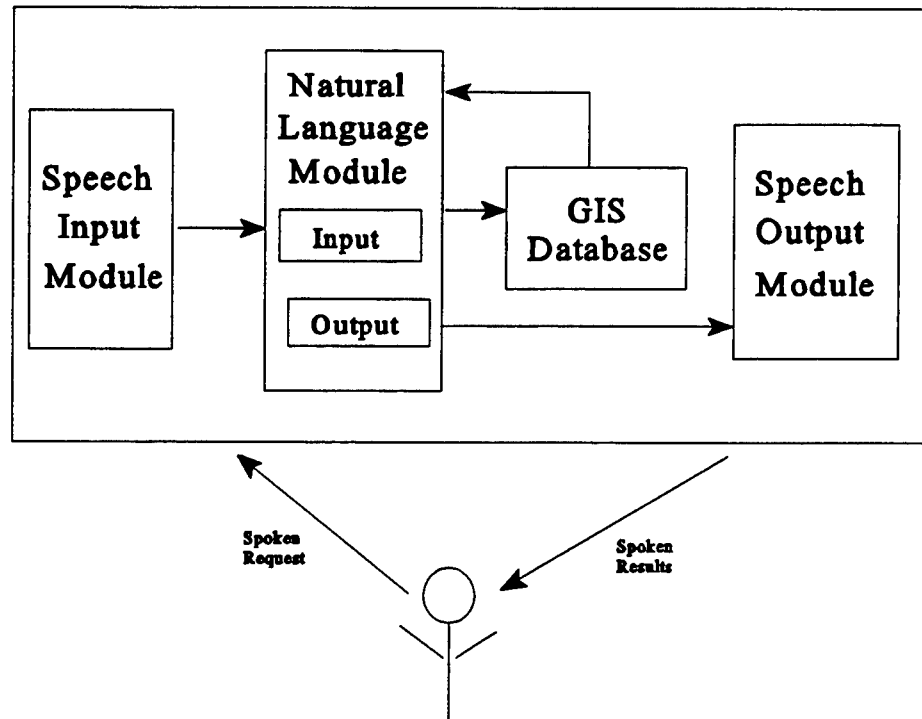 Speech
Input
Module
Natural
Language
Module
Input
Output
GIS
Database
Speech
Output
Module
Spoken
Request
Spoken
Results